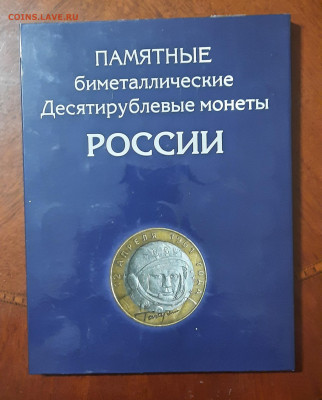 COINS.LAVE.RU
ПАМЯТНЫЕ
биметаллические
Десятирублевые монеты
РОССИИ